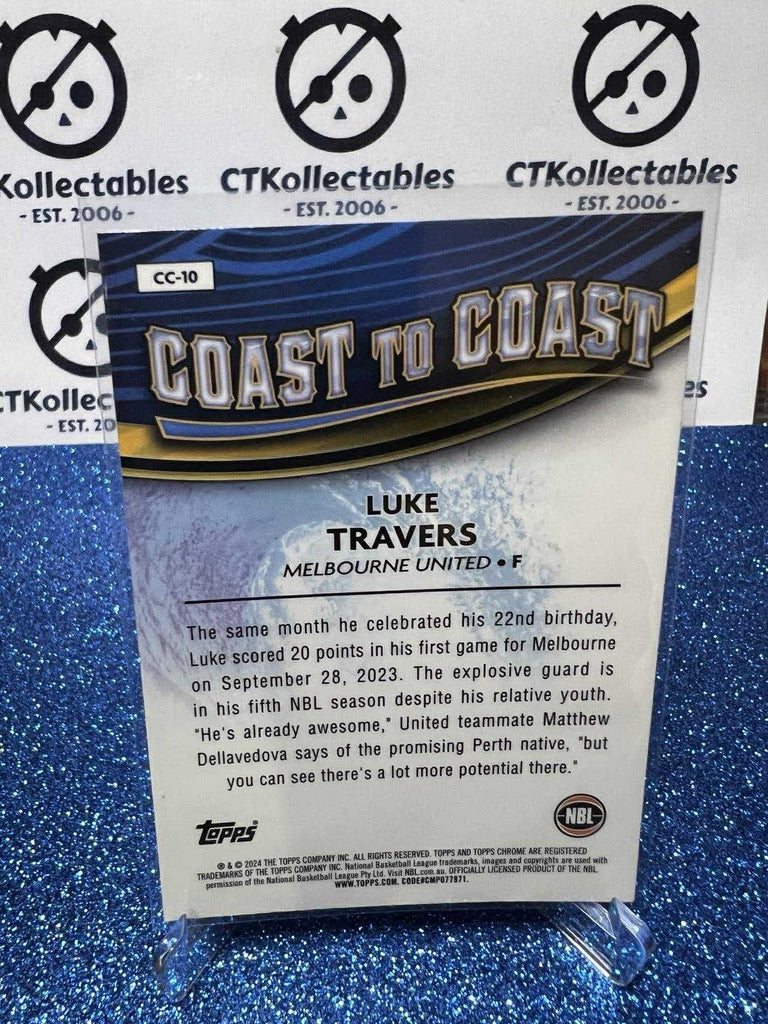 Kollectables
- EST. 2006 -
CTKollectables
- EST. 2006 -
CTKollectables
- EST. 2006 -
CTKollec
- EST. 20
es
CC-10
COAST TO COAST
LUKE
TRAVERS
MELBOURNE UNITED • F
The same month he celebrated his 22nd birthday,
Luke scored 20 points in his first game for Melbourne
on September 28, 2023. The explosive guard is
in his fifth NBL season despite his relative youth.
"He's already awesome," United teammate Matthew
Dellavedova says of the promising Perth native, "but
you can see there's a lot more potential there."
Topps
NBL
® & © 2024 THE TOPPS COMPANY INC. ALL RIGHTS RESERVED. TOPPS AND TOPPS CHROME ARE REGISTERED
TRADEMARKS OF THE TOPPS COMPANY INC. National Basketball League trademarks, images and copyrights are used with
permission of the National Basketball League Pty Ltd. Visit NBL.com.au. OFFICIALLY LICENSED PRODUCT OF THE NBL.
WWW.TOPPS.COM. CODE#CMP077971.